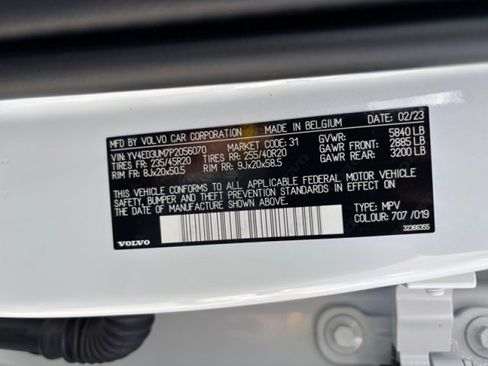 MFD BY VOLVO CAR CORPORATION MADE IN BELGIUM DATE: 02/23
VIN: YV4ED3UM7P2056070 MARKET CODE: 31 GVWR: 5840 LB
TIRES FR: 235/45R20 TIRES RR: 255/40R20 GAWR FRONT: 2885 LB
RIM FR: 8Jx20x50.5 RIM RR: 9Jx20x58.5 GAWR REAR: 3200 LB
THIS VEHICLE CONFORMS TO ALL APPLICABLE FEDERAL MOTOR VEHICLE
SAFETY, BUMPER AND THEFT PREVENTION STANDARDS IN EFFECT ON
THE DATE OF MANUFACTURE SHOWN ABOVE.
TYPE: MPV
COLOUR: 707 /019
VOLVO
32366355